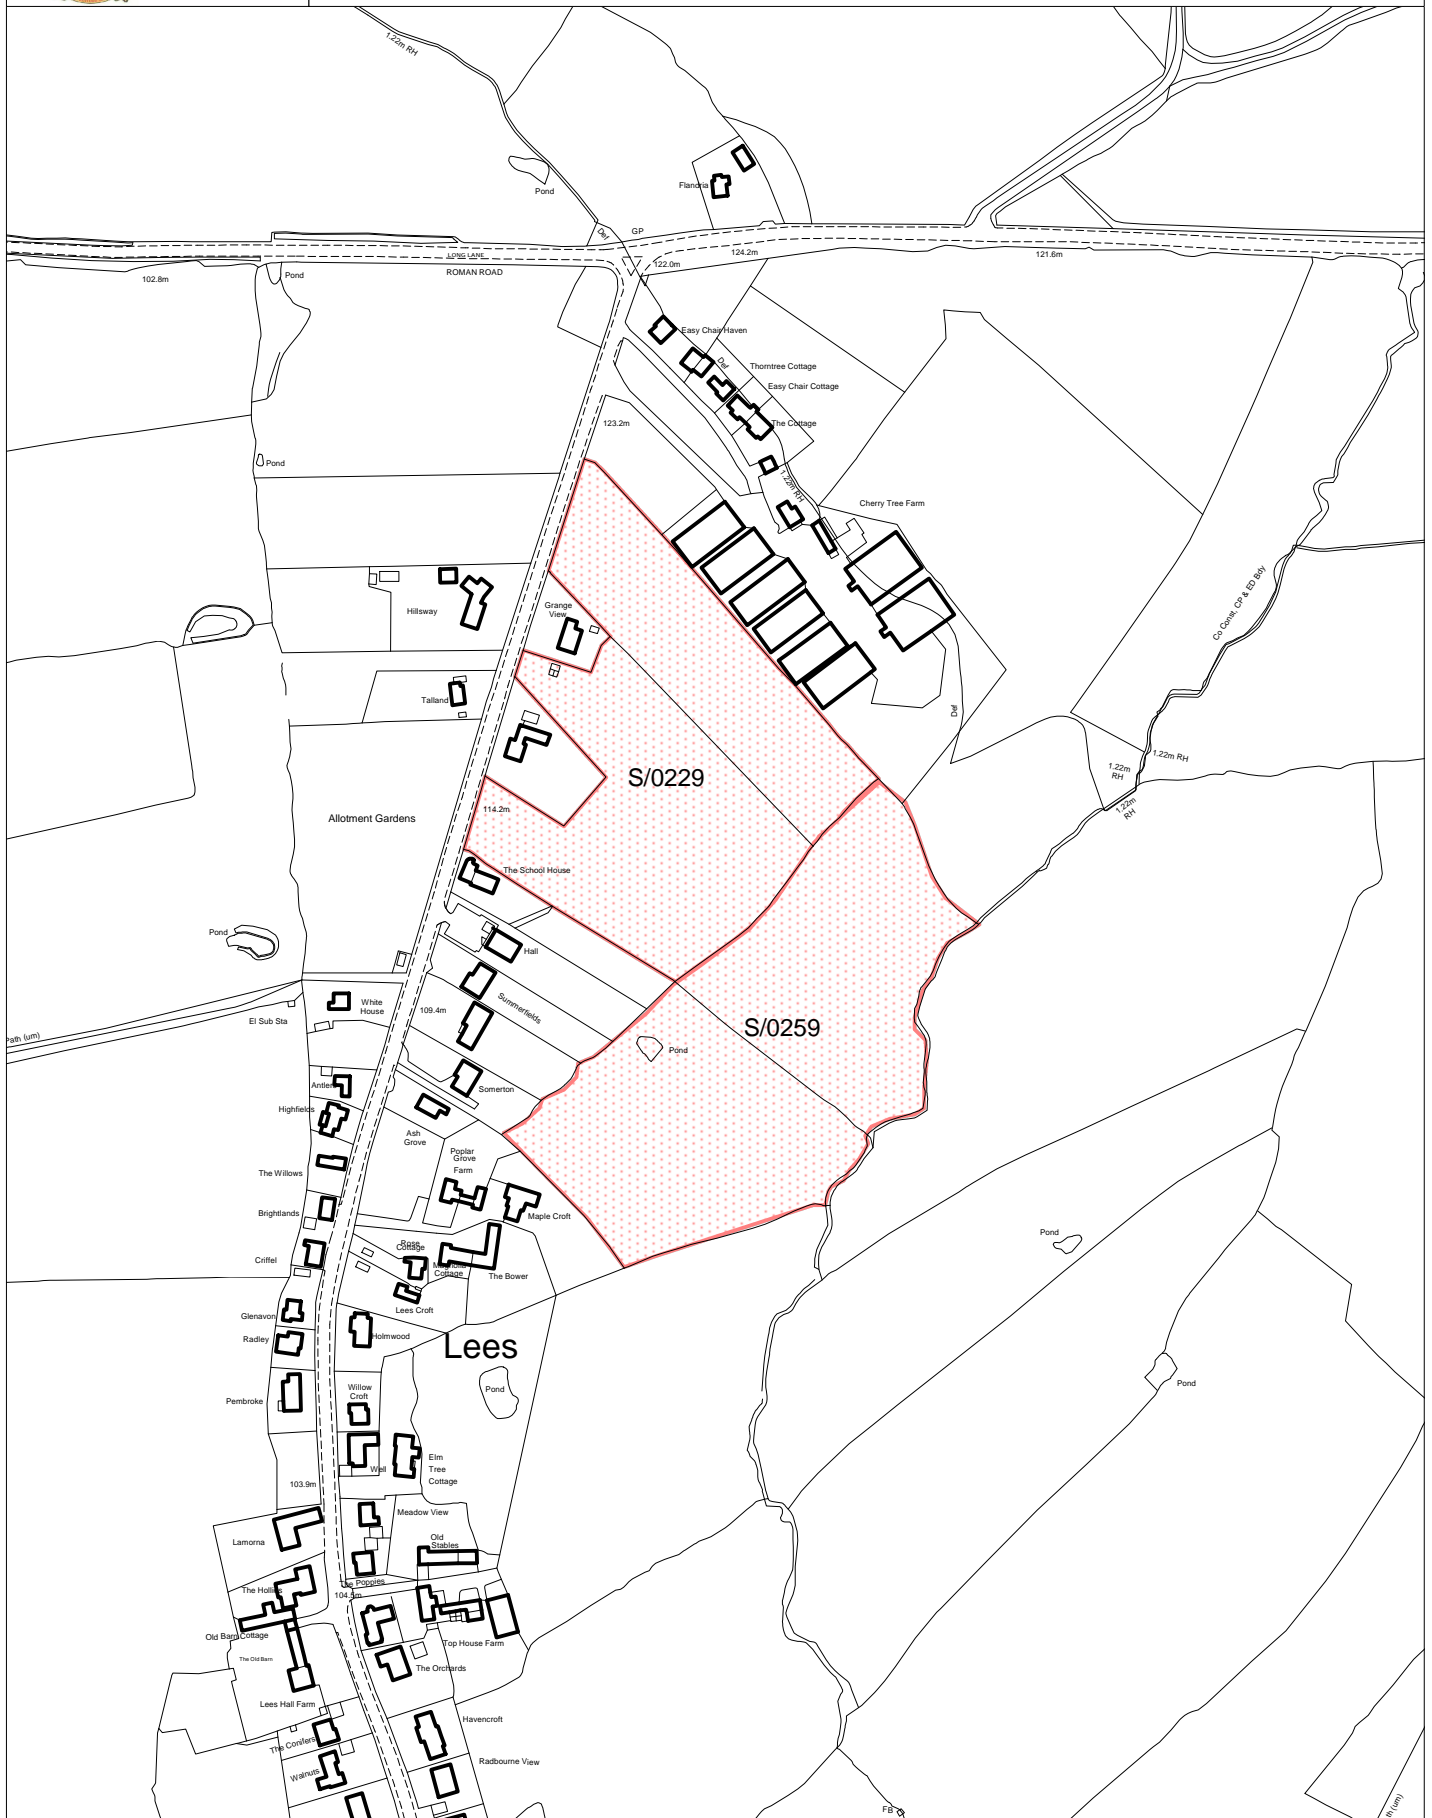 1.22m RH
Pond
Flandria
Def
GP
LONG LANE
ROMAN ROAD
122.0m
124.2m
121.6m
102.8m
Pond
Easy Chair Haven
Def
Thorntree Cottage
Easy Chair Cottage
The Cottage
123.2m
Pond
1.22m RH
Cherry Tree Farm
Hillsway
Grange
View
Co Const, CP & ED Bdy
Talland
Def
1.22m RH
1.22m
RH
1.22m
RH
S/0229
114.2m
Allotment Gardens
The School House
Pond
Hall
White
House
109.4m
Summerfields
El Sub Sta
Path (um)
S/0259
Pond
Antlers
Somerton
Highfields
Ash
Grove
Poplar
Grove
Farm
The Willows
Brightlands
Maple Croft
Pond
Rose
Cottage
Criffel
Magnolia
Cottage
The Bower
Lees Croft
Glenavon
Radley
Holmwood
Lees
Pond
Pond
Willow
Croft
Pembroke
Well
Elm
Tree
Cottage
103.9m
Meadow View
Lamorna
Old
Stables
The Poppies
The Hollies
104.5m
Old Barn Cottage
Top House Farm
The Old Barn
The Orchards
Lees Hall Farm
Havencroft
The Conifers
Radbourne View
Walnuts
FB
th (um)